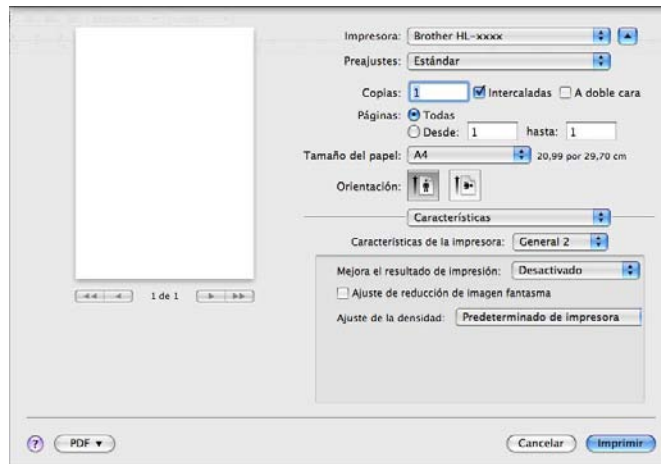 Impresora: Brother HL-xxxx
Preajustes: Estándar
Copias: 1 Intercaladas A doble cara
Páginas: Todas
Desde: 1 hasta: 1
Tamaño del papel: A4 20,99 por 29,70 cm
Orientación:
Características
Características de la impresora: General 2
Mejora el resultado de impresión: Desactivado
Ajuste de reducción de imagen fantasma
Ajuste de la densidad: Predeterminado de impresora
1 de 1
? PDF Cancelar Imprimir